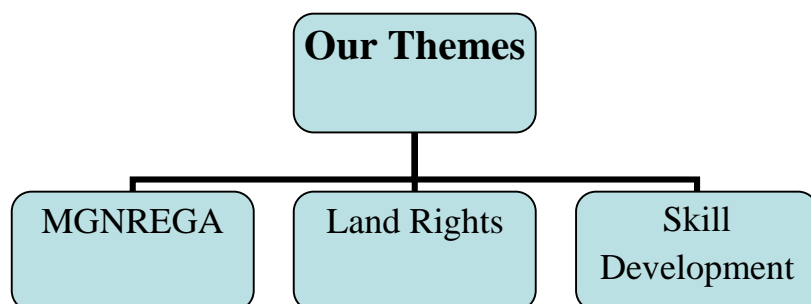 Our Themes
MGNREGA
Land Rights
Skill
Development